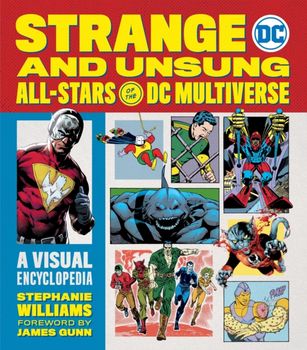 STRANGE
DC
AND UNSUNG
ALL-STARS OF THE DC MULTIVERSE
A VISUAL
ENCYCLOPEDIA
STEPHANIE
WILLIAMS
FOREWORD BY
JAMES GUNN